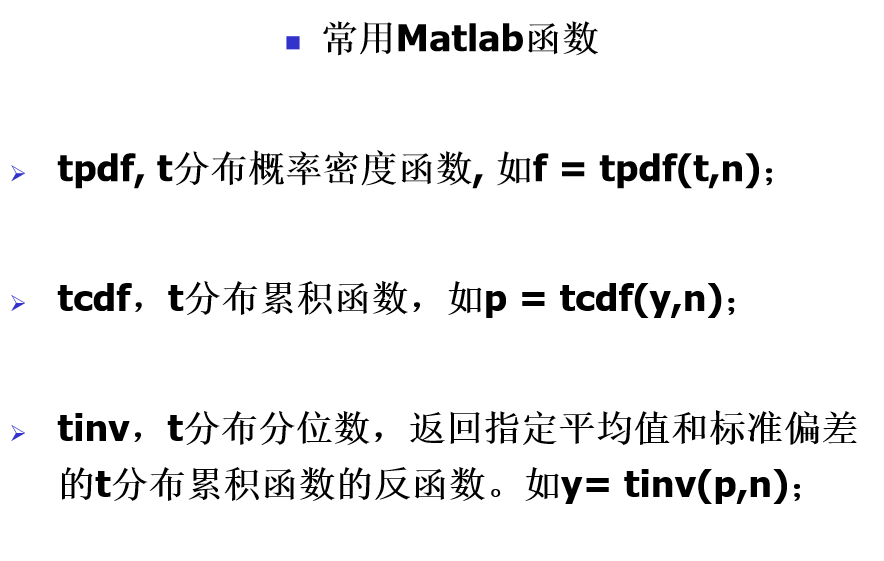 常用Matlab函数
tpdf, t分布概率密度函数, 如f = tpdf(t,n)；
tcdf，t分布累积函数，如p = tcdf(y,n)；
tinv，t分布分位数，返回指定平均值和标准偏差
的t分布累积函数的反函数。如y= tinv(p,n)；